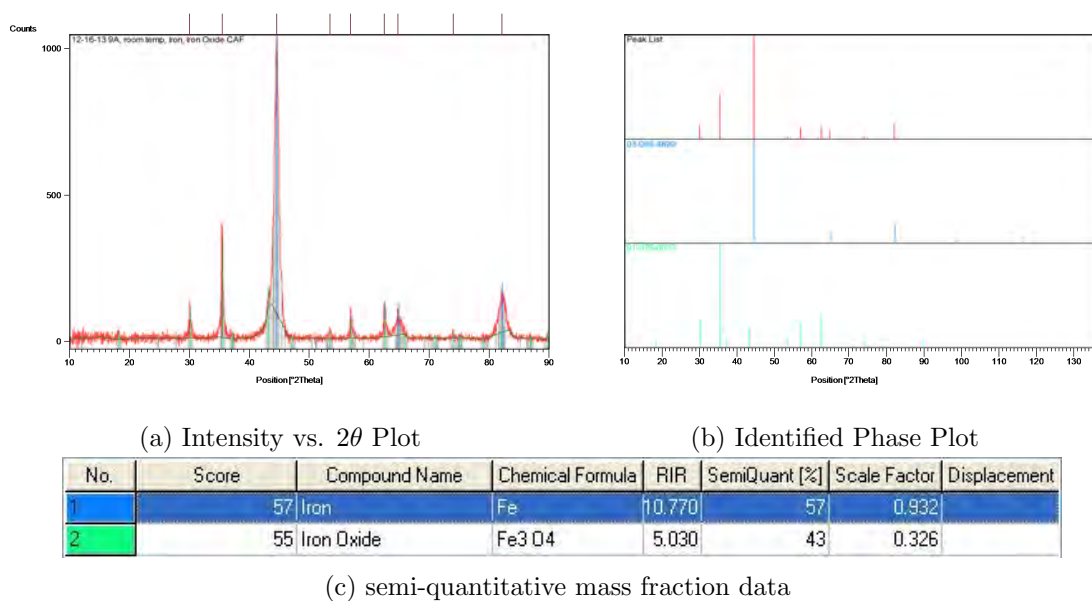 Counts
12-16-13 9A, room temp, iron, Iron Oxide CAF
1000
500
0
10 20 30 40 50 60 70 80 90
Position [°2Theta]
Peak List
10 20 30 40 50 60 70 80 90 100 110 120 130
Position [°2Theta]
(a) Intensity vs. 2θ Plot
(b) Identified Phase Plot
No. Score Compound Name Chemical Formula RIR SemiQuant [%] Scale Factor Displacement
1 57 Iron Fe 10.770 57 0.932
2 55 Iron Oxide Fe3 O4 5.030 43 0.326
(c) semi-quantitative mass fraction data